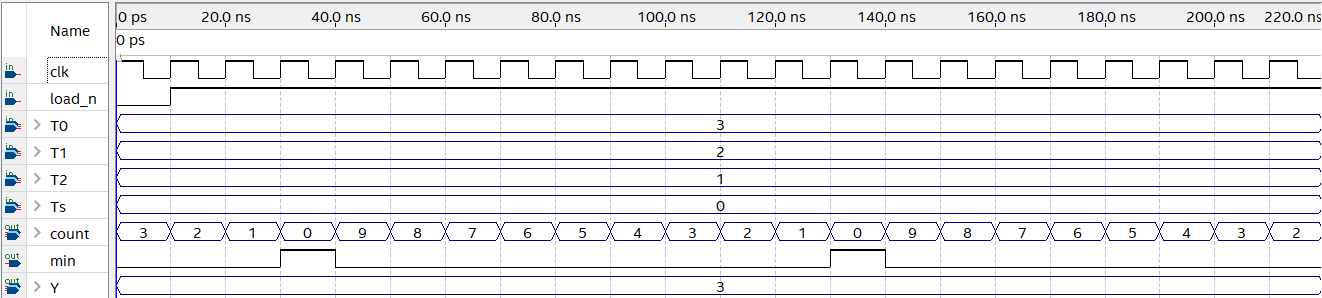 Name 0 ps 20.0 ns 40.0 ns 60.0 ns 80.0 ns 100.0 ns 120.0 ns 140.0 ns 160.0 ns 180.0 ns 200.0 ns 220.0 ns
0 ps
in clk
in load_n
in > T0 3
in > T1 2
in > T2 1
in > Ts 0
out > count 3 2 1 0 9 8 7 6 5 4 3 2 1 0 9 8 7 6 5 4 3 2
out min
out > Y 3